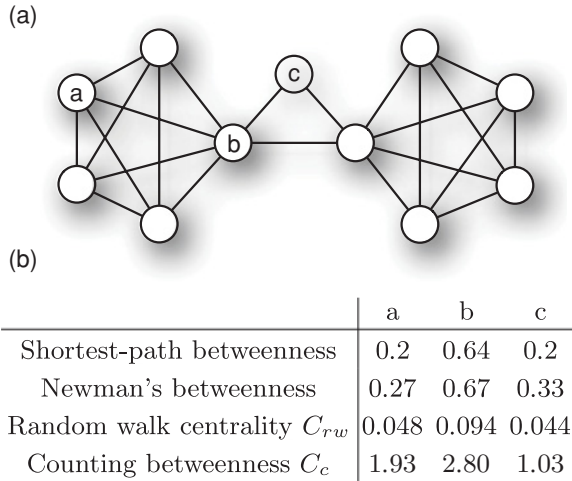 (a)
c
a
b
(b)
a b c
Shortest-path betweenness 0.2 0.64 0.2
Newman's betweenness 0.27 0.67 0.33
Random walk centrality C_rw 0.048 0.094 0.044
Counting betweenness C_c 1.93 2.80 1.03